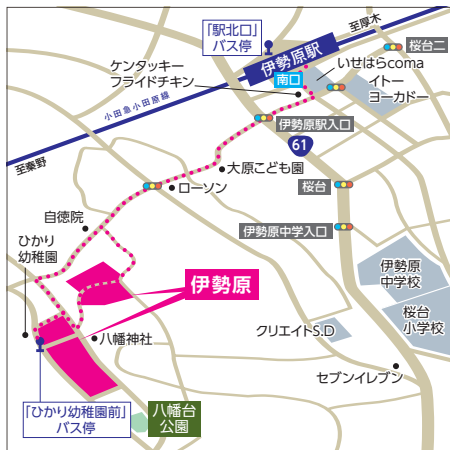 至厚木
「駅北口」
バス停
桜台二
伊勢原駅
ケンタッキー
フライドチキン
いせはらcoma
南口
イトー
ヨーカドー
小田急小田原線
伊勢原駅入口
61
至秦野
大原こども園
ローソン
桜台
自徳院
伊勢原中学入口
ひかり
幼稚園
伊勢原
中学校
伊勢原
桜台
小学校
クリエイトS.D
八幡神社
セブンイレブン
「ひかり幼稚園前」
バス停
八幡台
公園